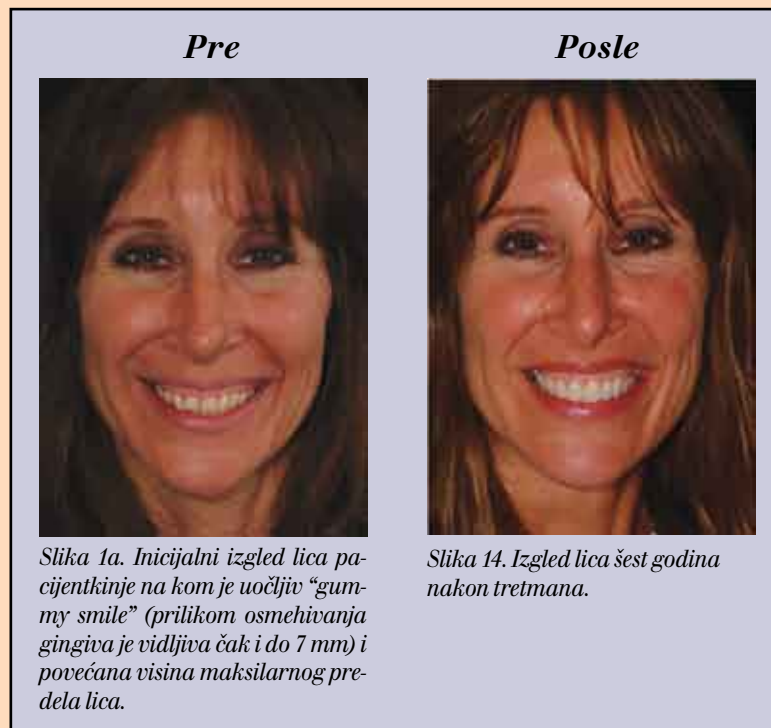 Pre
Posle
Slika 1a. Inicijalni izgled lica pa-
cijentkinje na kom je uočljiv “gum-
my smile” (prilikom osmehivanja
gingiva je vidljiva čak i do 7 mm) i
povećana visina maksilarnog pre-
dela lica.
Slika 14. Izgled lica šest godina
nakon tretmana.